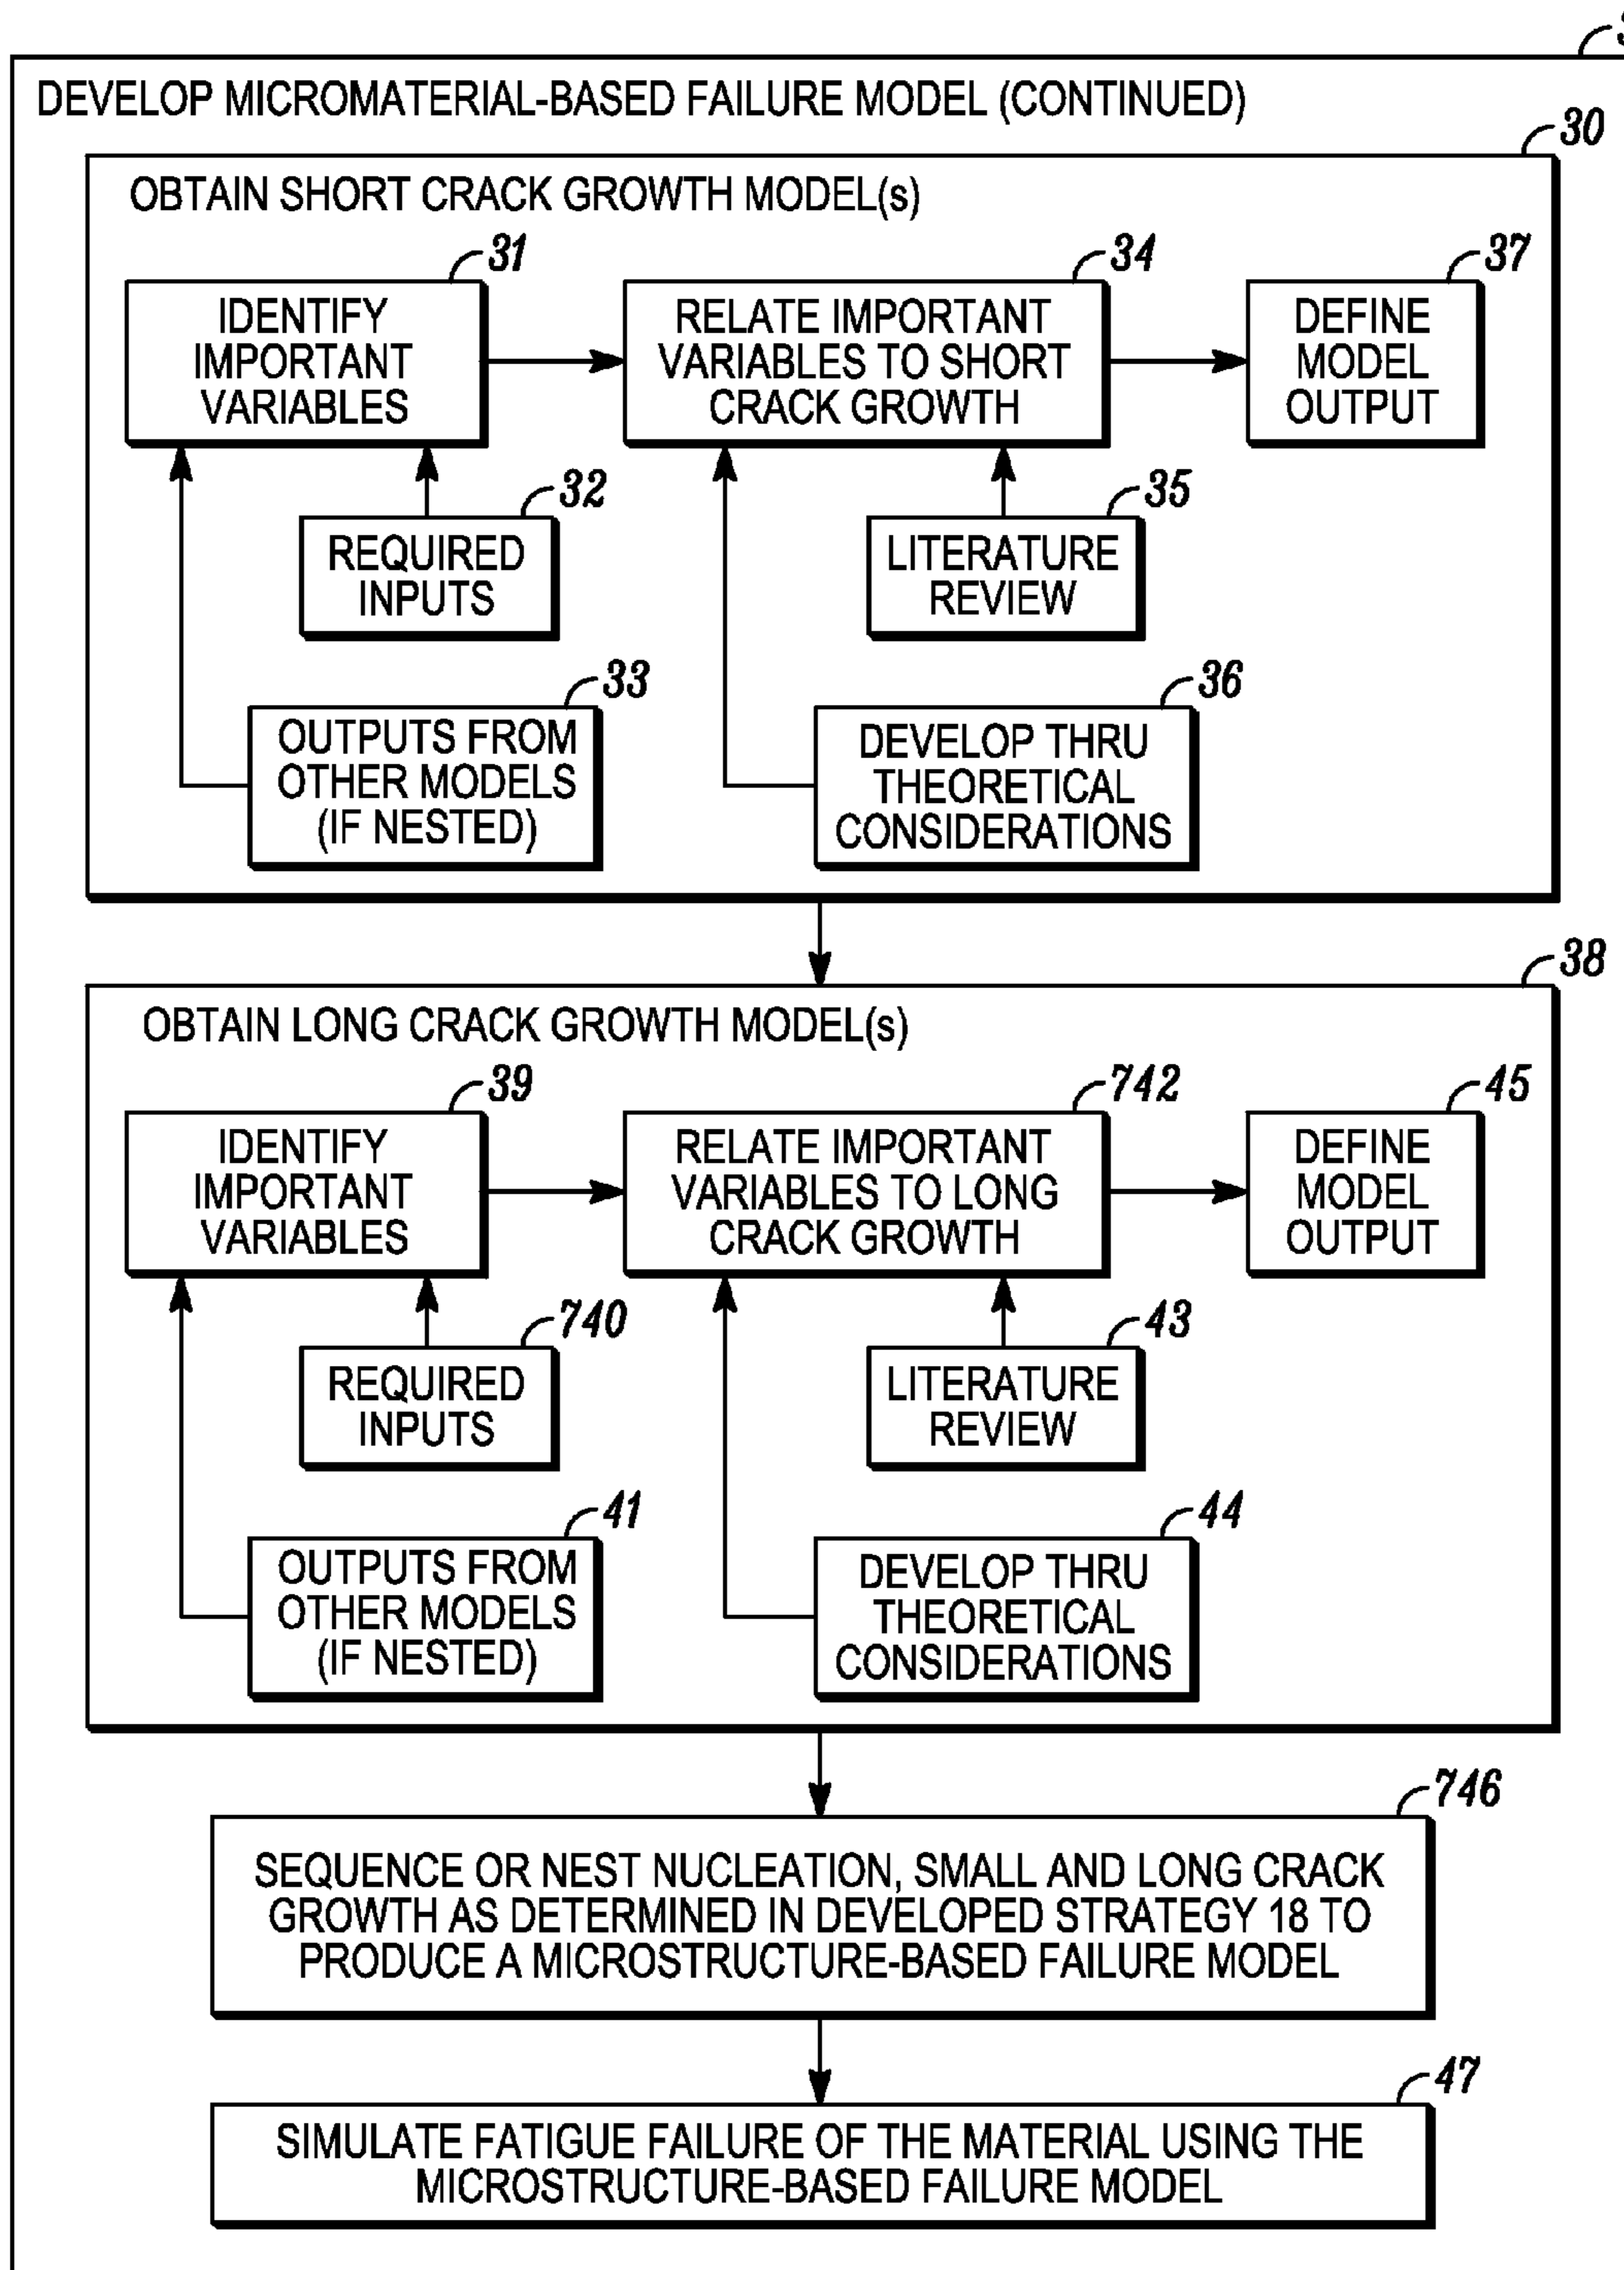 DEVELOP MICROMATERIAL-BASED FAILURE MODEL (CONTINUED)
30
OBTAIN SHORT CRACK GROWTH MODEL(s)
31
IDENTIFY
IMPORTANT
VARIABLES
34
RELATE IMPORTANT
VARIABLES TO SHORT
CRACK GROWTH
37
DEFINE
MODEL
OUTPUT
32
REQUIRED
INPUTS
35
LITERATURE
REVIEW
33
OUTPUTS FROM
OTHER MODELS
(IF NESTED)
36
DEVELOP THRU
THEORETICAL
CONSIDERATIONS
38
OBTAIN LONG CRACK GROWTH MODEL(s)
39
IDENTIFY
IMPORTANT
VARIABLES
742
RELATE IMPORTANT
VARIABLES TO LONG
CRACK GROWTH
45
DEFINE
MODEL
OUTPUT
740
REQUIRED
INPUTS
43
LITERATURE
REVIEW
41
OUTPUTS FROM
OTHER MODELS
(IF NESTED)
44
DEVELOP THRU
THEORETICAL
CONSIDERATIONS
746
SEQUENCE OR NEST NUCLEATION, SMALL AND LONG CRACK
GROWTH AS DETERMINED IN DEVELOPED STRATEGY 18 TO
PRODUCE A MICROSTRUCTURE-BASED FAILURE MODEL
47
SIMULATE FATIGUE FAILURE OF THE MATERIAL USING THE
MICROSTRUCTURE-BASED FAILURE MODEL